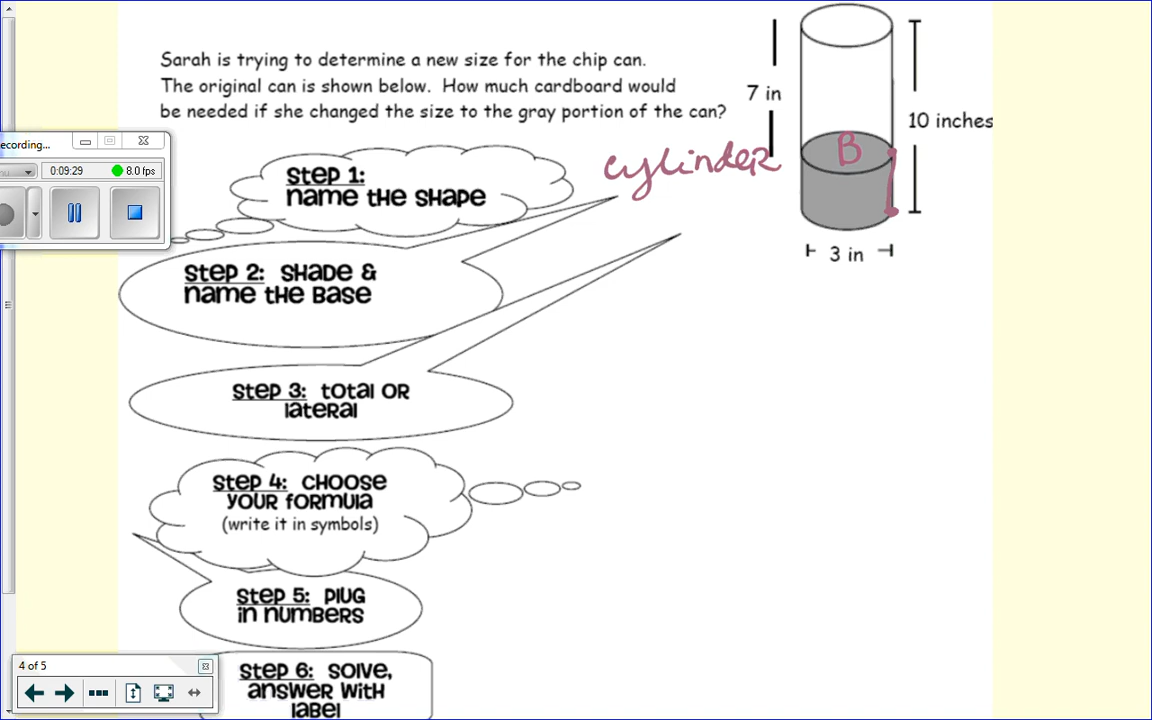 Sarah is trying to determine a new size for the chip can.
The original can is shown below. How much cardboard would
be needed if she changed the size to the gray portion of the can?
7 in
10 inches
B
3 in
cylinder
ecording...
0:09:29
8.0 fps
Step 1:
name the shape
Step 2: Shade &
name the Base
Step 3: total OR
lateral
Step 4: CHOOSE
YOUR formula
(write it in symbols)
Step 5: Plug
in numbers
Step 6: Solve,
answer with
label
4 of 5